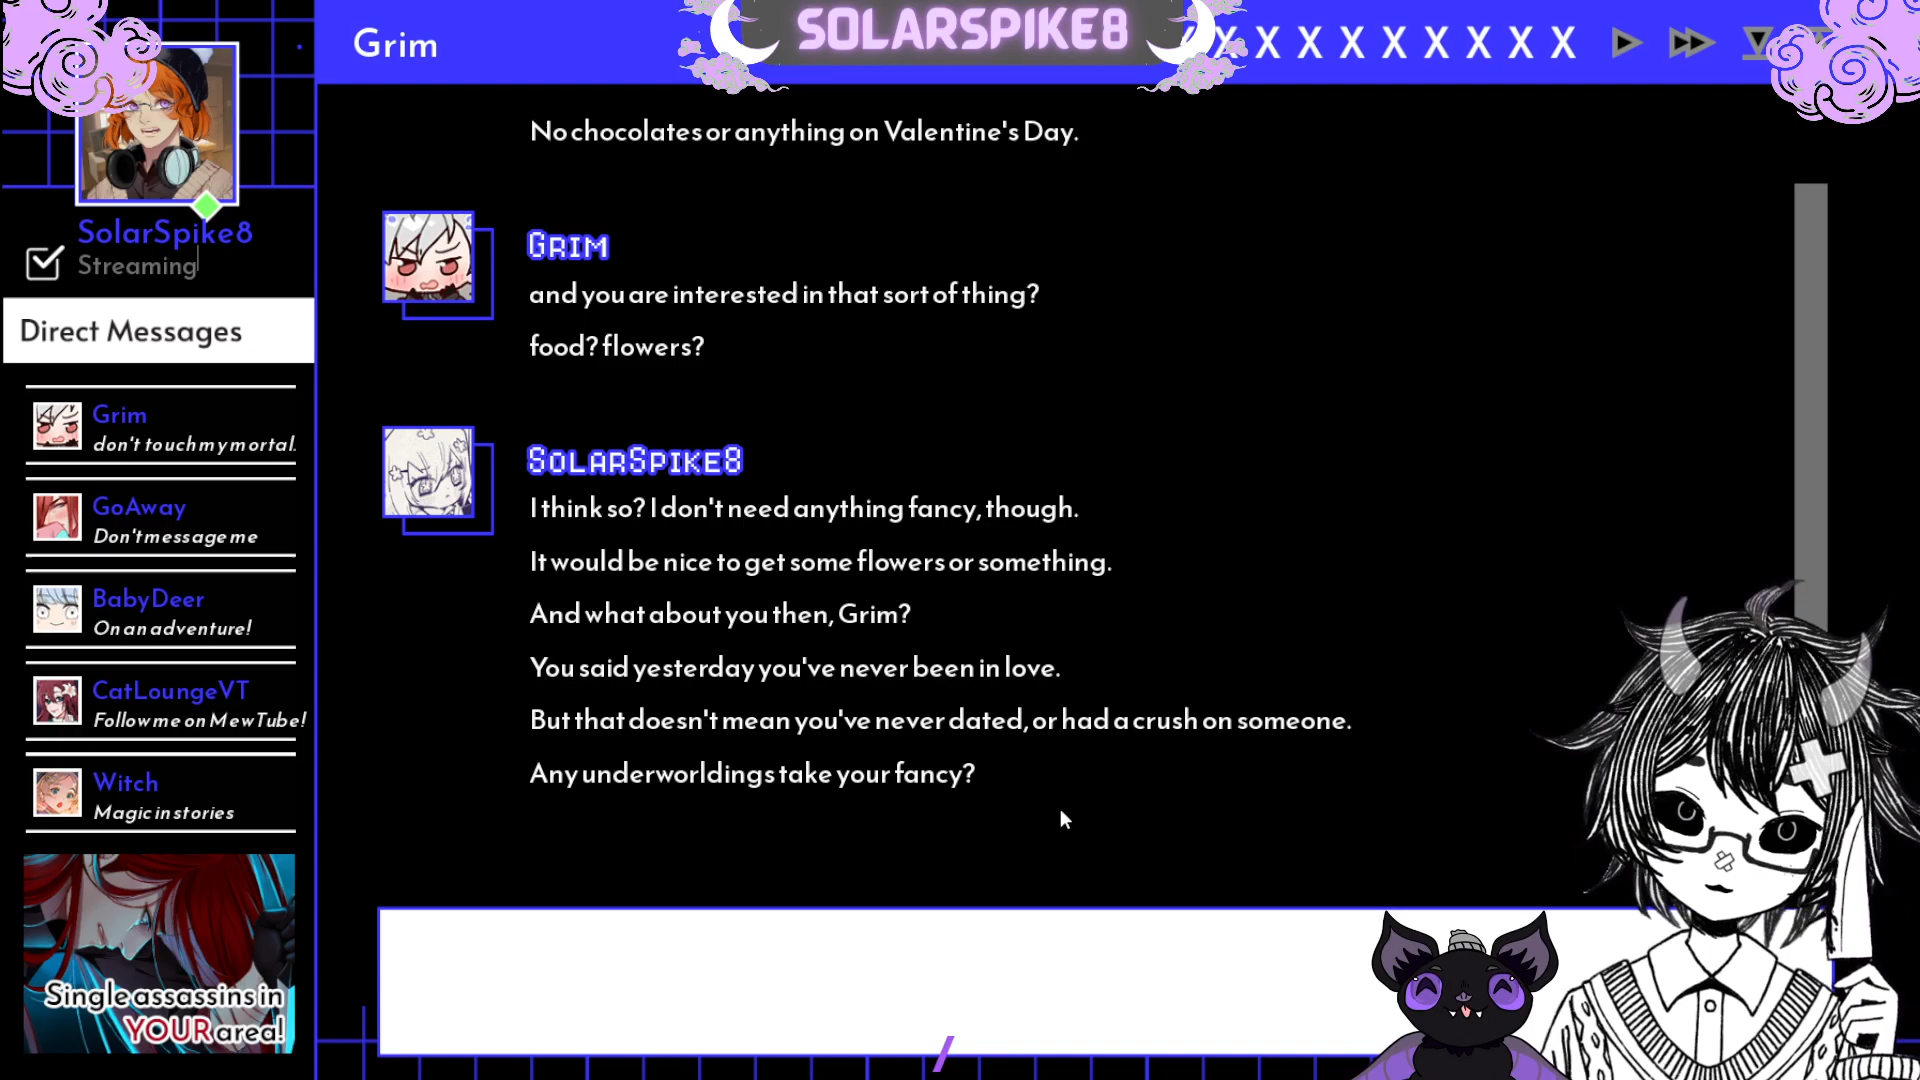 SOLARSPIKE8
Grim
X X X X X X X X X
SolarSpike8
Streaming
Direct Messages
Grim
don't touch my mortal.
GoAway
Don't message me
BabyDeer
On an adventure!
CatLoungeVT
Follow me on MewTube!
Witch
Magic in stories
Single assassins in
YOUR area!
No chocolates or anything on Valentine's Day.
GRIM
and you are interested in that sort of thing?
food? flowers?
SOLARSPIKE8
I think so? I don't need anything fancy, though.
It would be nice to get some flowers or something.
And what about you then, Grim?
You said yesterday you've never been in love.
But that doesn't mean you've never dated, or had a crush on someone.
Any underworldings take your fancy?
/